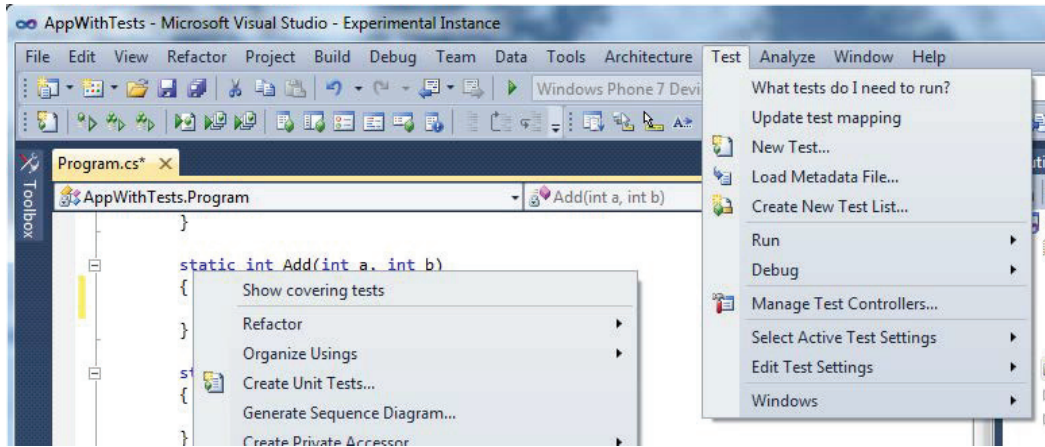 AppWithTests - Microsoft Visual Studio - Experimental Instance
File Edit View Refactor Project Build Debug Team Data Tools Architecture Test Analyze Window Help
Windows Phone 7 Devi
What tests do I need to run?
Update test mapping
New Test...
Load Metadata File...
Create New Test List...
Run
Debug
Manage Test Controllers...
Select Active Test Settings
Edit Test Settings
Windows
Toolbox
Program.cs*
AppWithTests.Program
Add(int a, int b)
}
static int Add(int a, int b)
{
}
st
{
}
Show covering tests
Refactor
Organize Usings
Create Unit Tests...
Generate Sequence Diagram...
Create Private Accessor